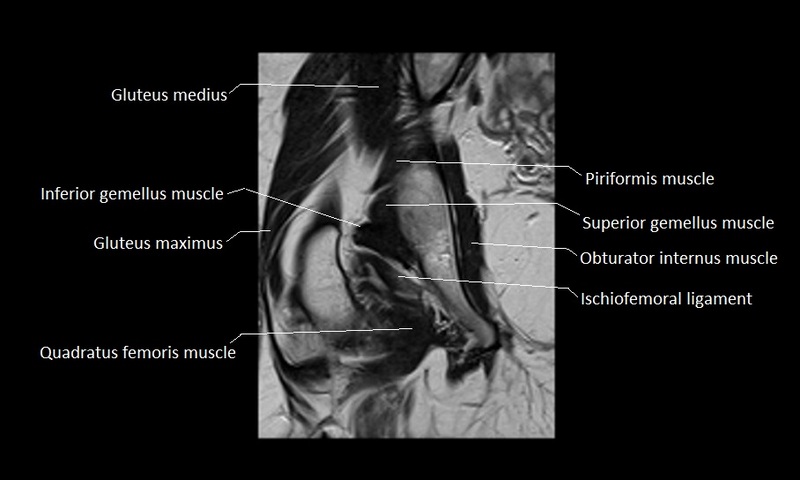 Gluteus medius
Inferior gemellus muscle
Gluteus maximus
Quadratus femoris muscle
Piriformis muscle
Superior gemellus muscle
Obturator internus muscle
Ischiofemoral ligament